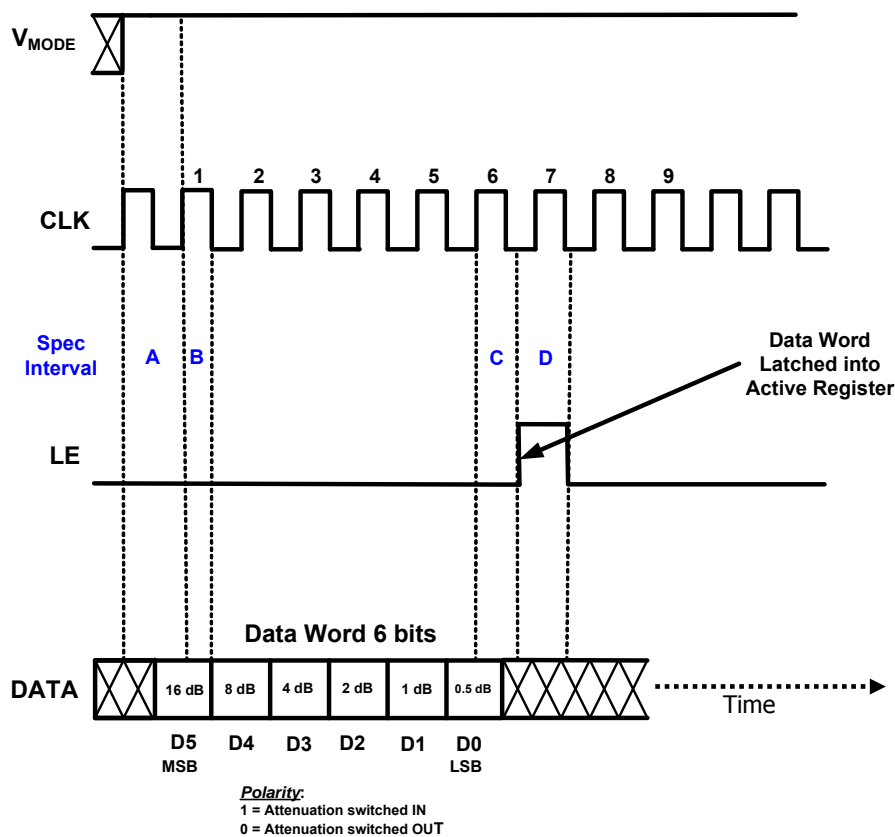 VMODE
1 2 3 4 5 6 7 8 9
CLK
Spec
Interval
A B C D
Data Word
Latched into
Active Register
LE
Data Word 6 bits
DATA
16 dB 8 dB 4 dB 2 dB 1 dB 0.5 dB
Time
D5 D4 D3 D2 D1 D0
MSB LSB
Polarity:
1 = Attenuation switched IN
0 = Attenuation switched OUT